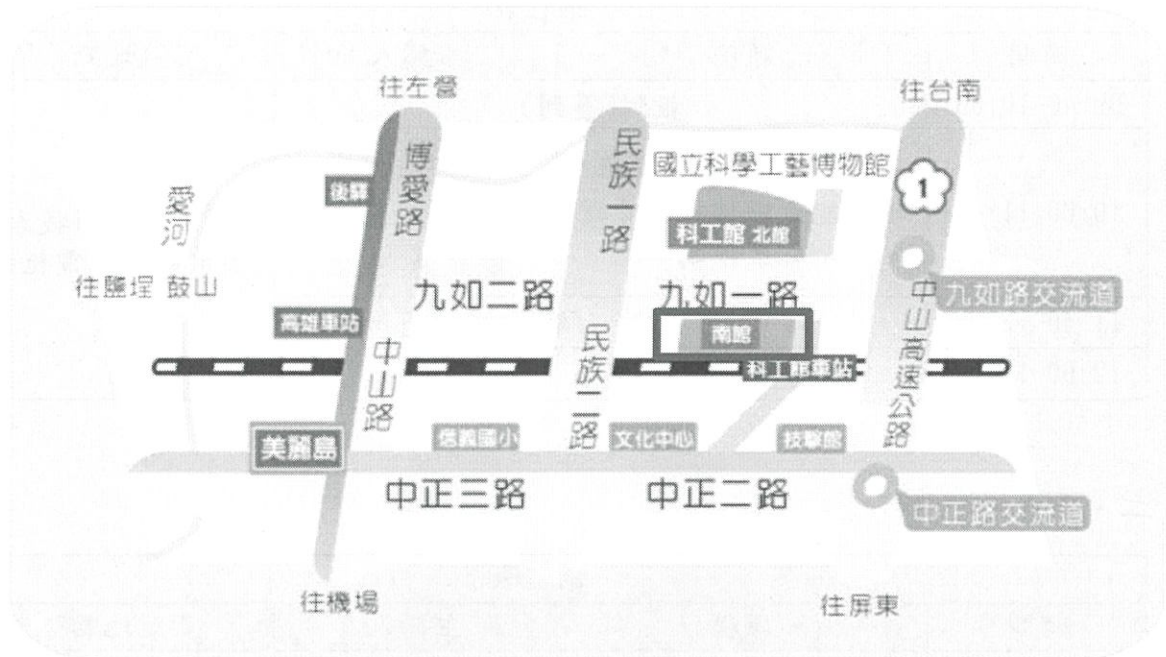 往左營
往台南
博愛路
民族一路
國立科學工藝博物館
1
後驛
愛河
科工館 北館
往鹽埕 鼓山
九如二路
九如一路
九如路交流道
高雄車站
南館
中山路
民族二路
科工館車站
中山高速公路
美麗島
信義國小
文化中心
技擊館
中正三路
中正二路
中正路交流道
往機場
往屏東